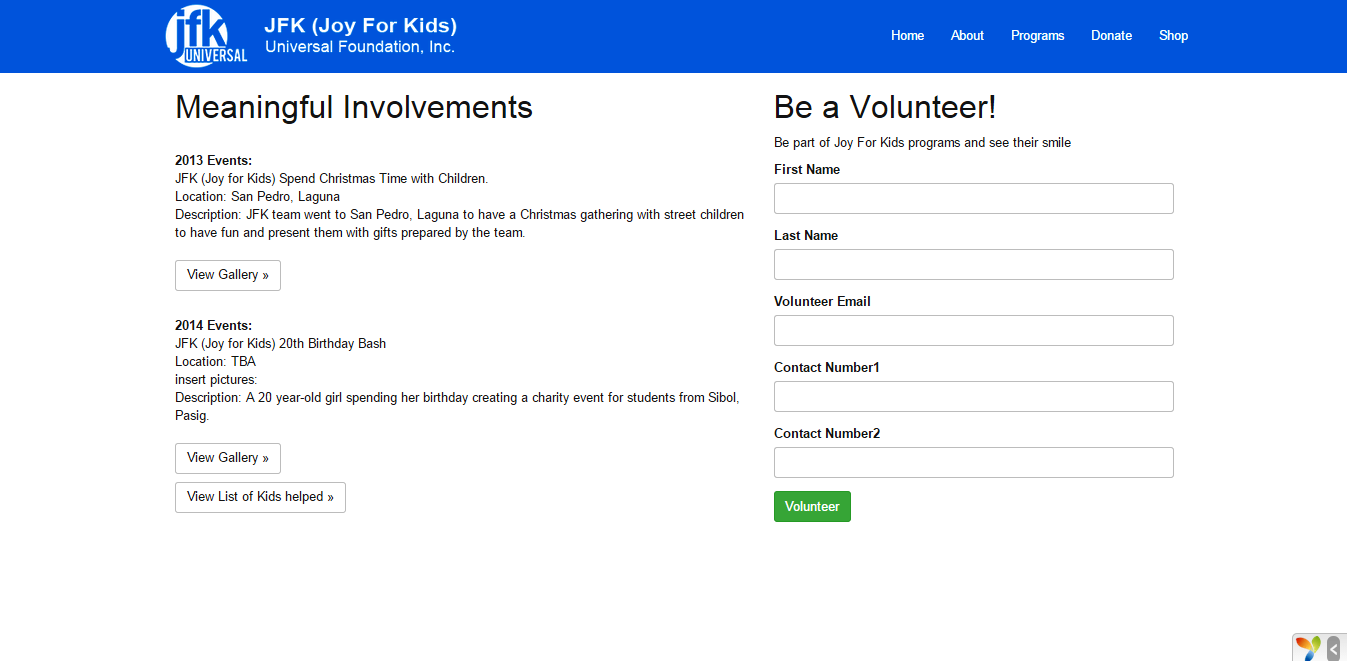 jfk
UNIVERSAL
JFK (Joy For Kids)
Universal Foundation, Inc.
Home
About
Programs
Donate
Shop
Meaningful Involvements
2013 Events:
JFK (Joy for Kids) Spend Christmas Time with Children.
Location: San Pedro, Laguna
Description: JFK team went to San Pedro, Laguna to have a Christmas gathering with street children
to have fun and present them with gifts prepared by the team.
View Gallery »
2014 Events:
JFK (Joy for Kids) 20th Birthday Bash
Location: TBA
insert pictures:
Description: A 20 year-old girl spending her birthday creating a charity event for students from Sibol,
Pasig.
View Gallery »
View List of Kids helped »
Be a Volunteer!
Be part of Joy For Kids programs and see their smile
First Name
Last Name
Volunteer Email
Contact Number1
Contact Number2
Volunteer